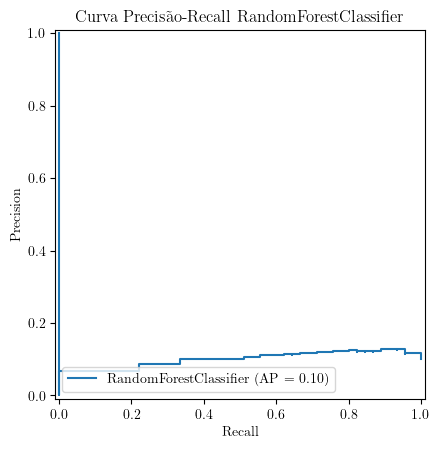 Curva Precisão-Recall RandomForestClassifier
1.0
0.8
0.6
0.4
0.2
0.0
Precision
RandomForestClassifier (AP = 0.10)
0.0 0.2 0.4 0.6 0.8 1.0
Recall